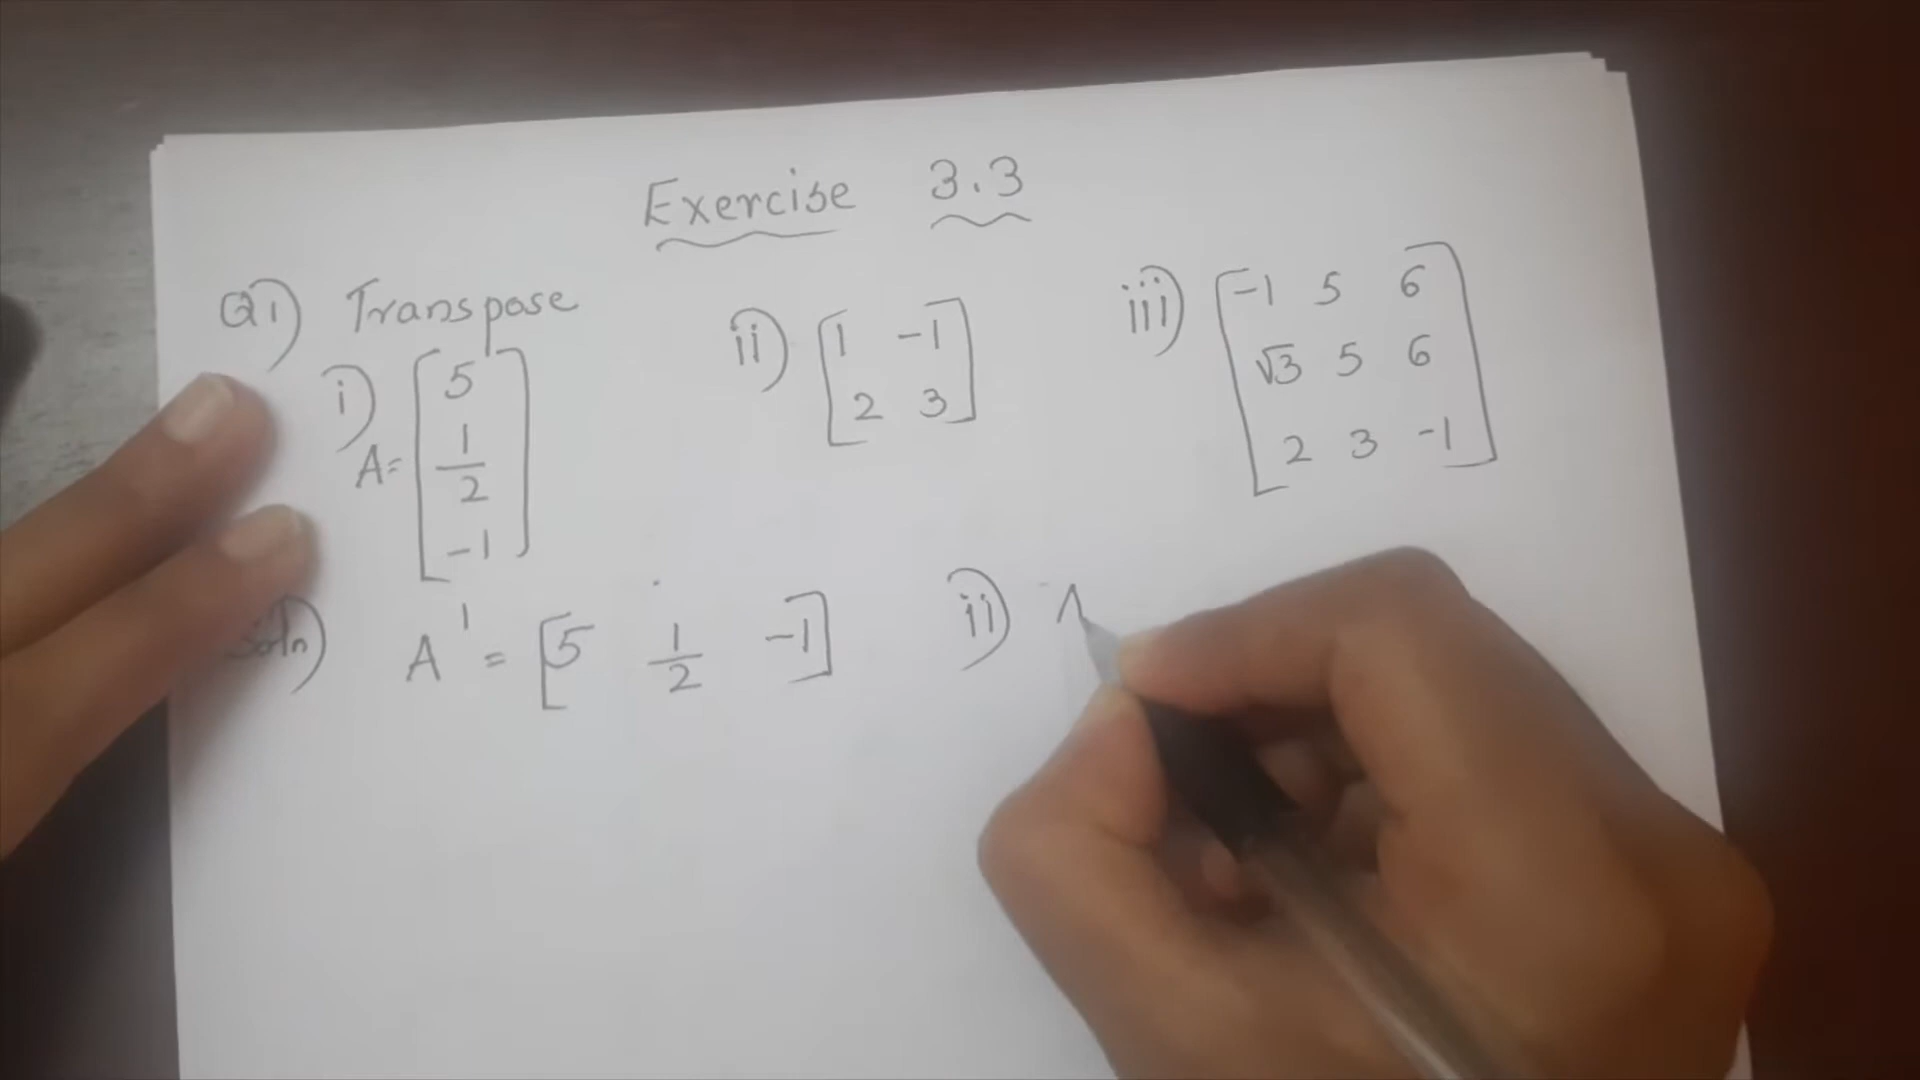 Exercise 3.3
Q1) Transpose
i) A= [5 1/2 -1]
ii) [1 -1
2 3]
iii) [-1 5 6
√3 5 6
2 3 -1]
Soln) A' = [5 1/2 -1]
ii) A